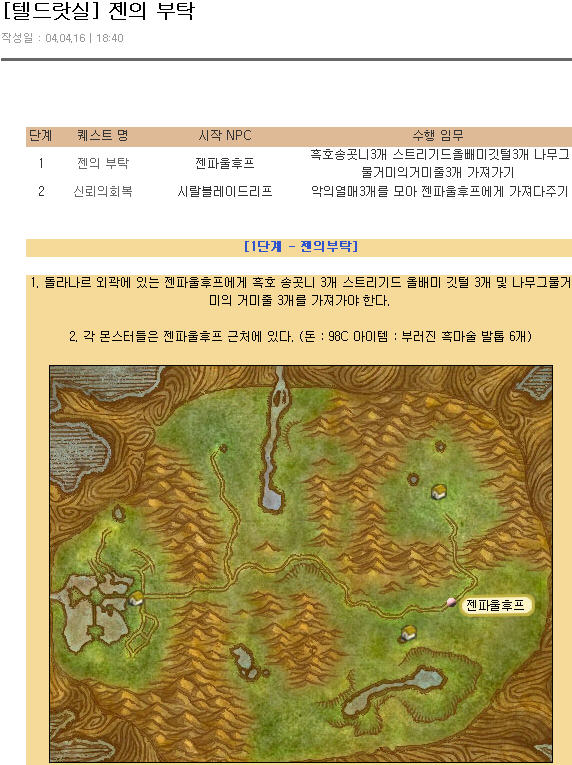 [텔드랏실] 젠의 부탁
작성일 : 04.04.16 | 18:40
단계 퀘스트 명 시작 NPC 수행 임무
1 젠의 부탁 젠파울후프 흑호송곳니3개 스트리기드올빼미깃털3개 나무그
물거미의거미줄3개 가져가기
2 신뢰의회복 시랄블레이드리프 악의열매3개를 모아 젠파울후프에게 가져다주기
[1단계 - 젠의부탁]
1. 돌라나르 외곽에 있는 젠파울후프에게 흑호 송곳니 3개 스트리기드 올배미 깃털 3개 및 나무그물거
미의 거미줄 3개를 가져가야 한다.
2. 각 몬스터들은 젠파울후프 근처에 있다. (돈 : 98C 아이템 : 부러진 흑마술 발톱 6개)
젠파울후프